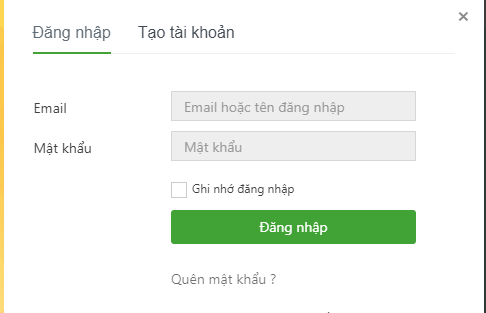 ×
Đăng nhập Tạo tài khoản
Email Email hoặc tên đăng nhập
Mật khẩu Mật khẩu
Ghi nhớ đăng nhập
Đăng nhập
Quên mật khẩu ?